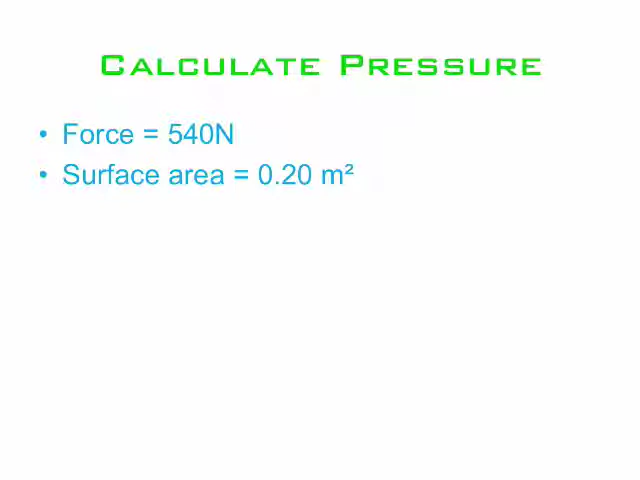 Calculate Pressure
• Force = 540N
• Surface area = 0.20 m²